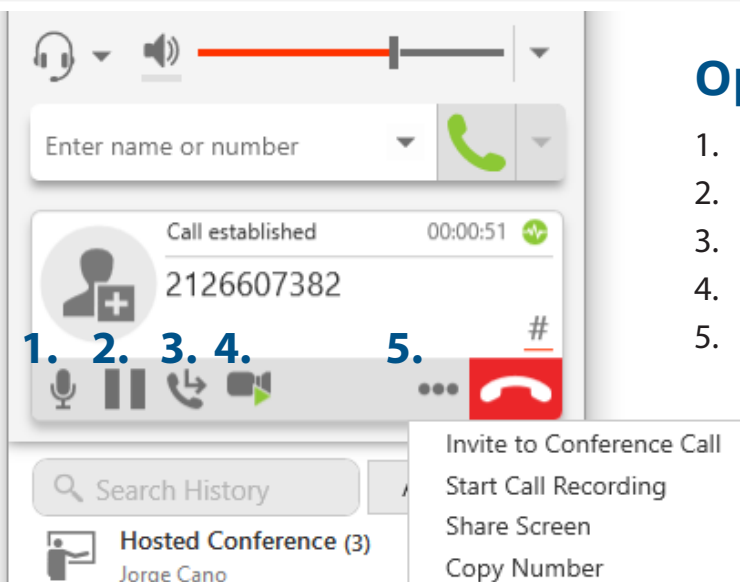 Op
Enter name or number
1.
2.
3.
4.
5.
Call established 00:00:51
2126607382
#
1. 2. 3. 4. 5.
Invite to Conference Call
Start Call Recording
Share Screen
Copy Number
Search History
Hosted Conference (3)
Jorge Cano